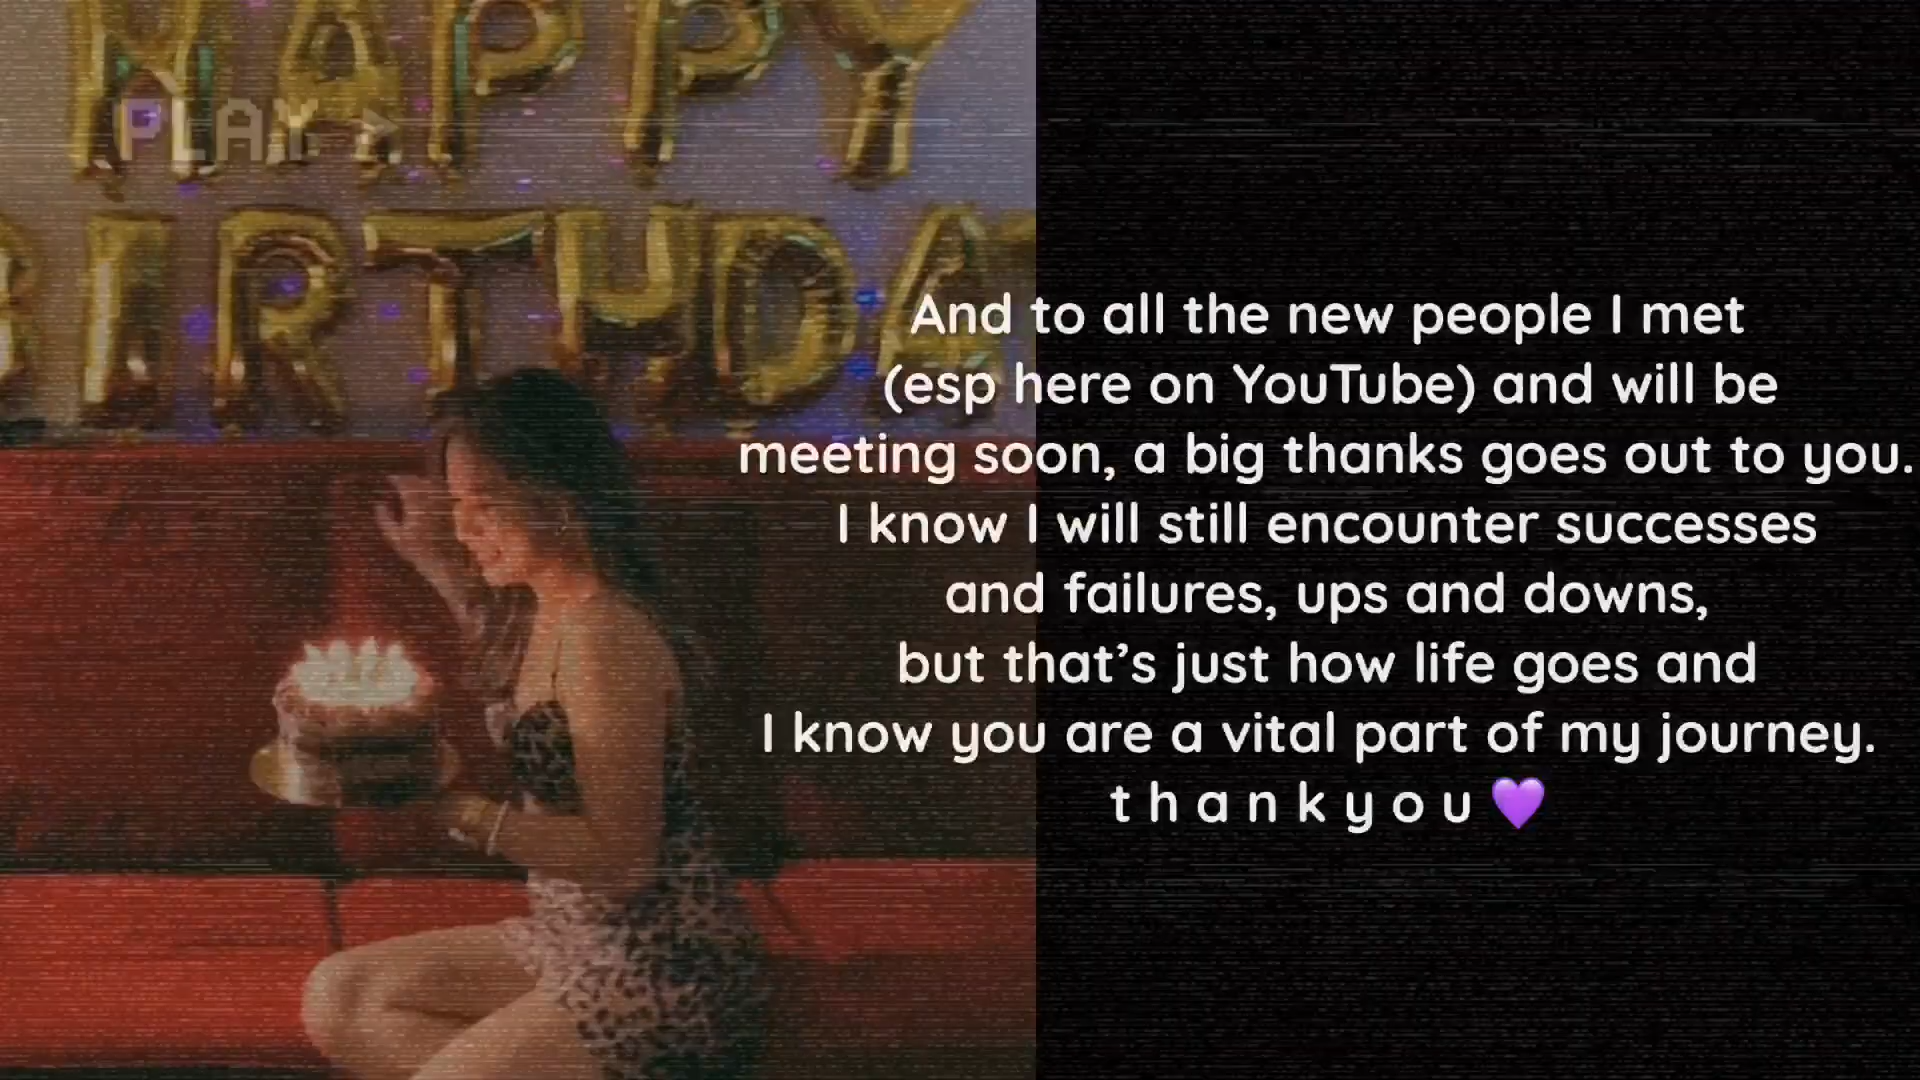 HAPPY
PLAY
BIRTHDA
And to all the new people I met
(esp here on YouTube) and will be
meeting soon, a big thanks goes out to you.
I know I will still encounter successes
and failures, ups and downs,
but that’s just how life goes and
I know you are a vital part of my journey.
t h a n k y o u 💜